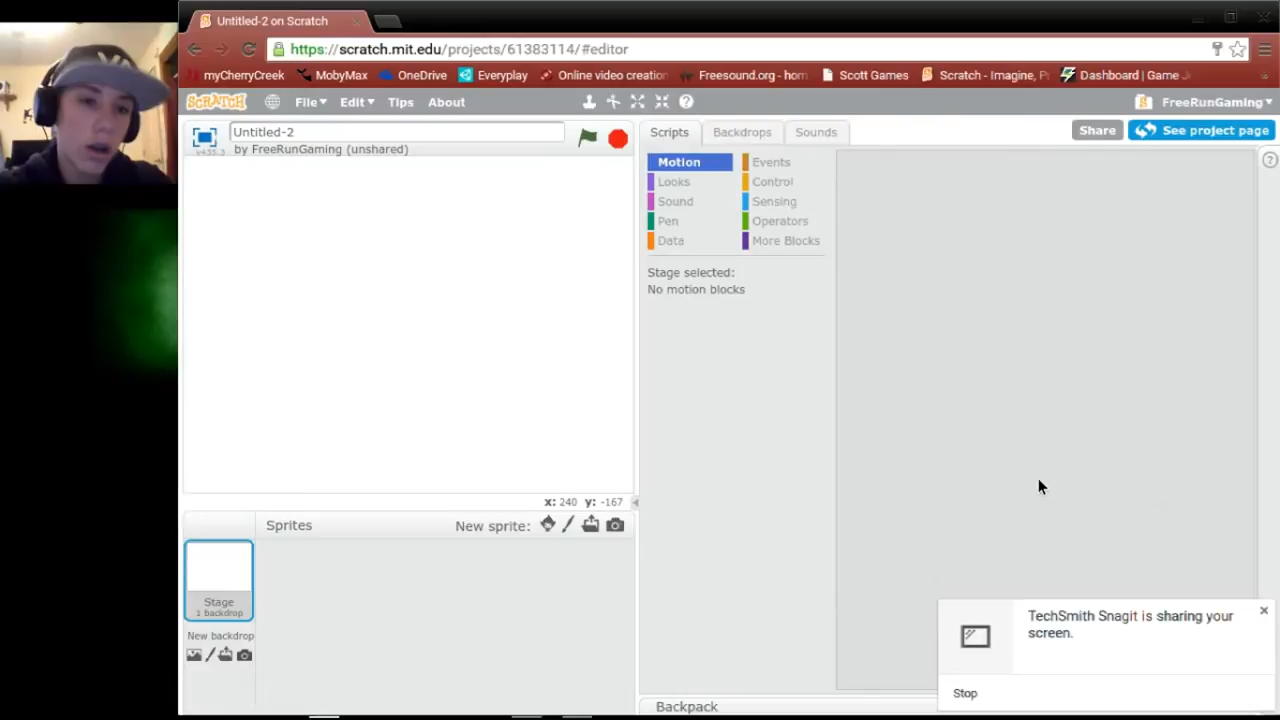 Untitled-2 on Scratch
https://scratch.mit.edu/projects/61383114/#editor
myCherryCreek MobyMax OneDrive Everyplay Online video creation Freesound.org - hom Scott Games Scratch - Imagine, P Dashboard | Game J
SCRATCH File Edit Tips About FreeRunGaming
Untitled-2
by FreeRunGaming (unshared)
v435.3
Scripts Backdrops Sounds Share See project page
Motion Events
Looks Control
Sound Sensing
Pen Operators
Data More Blocks
Stage selected:
No motion blocks
x: 240 y: -167
Sprites New sprite:
Stage
1 backdrop
New backdrop
TechSmith Snagit is sharing your
screen.
Stop
Backpack